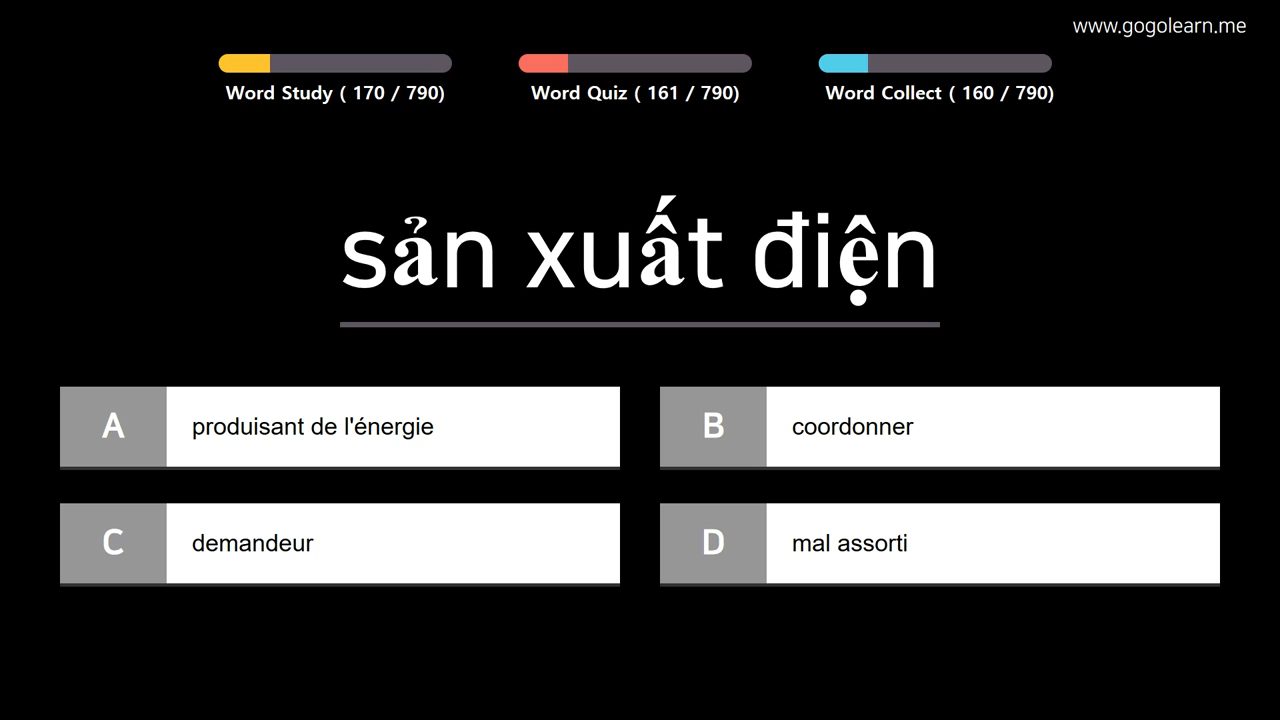 www.gogolearn.me
Word Study ( 170 / 790)
Word Quiz ( 161 / 790)
Word Collect ( 160 / 790)
sản xuất điện
A produisant de l'énergie
B coordonner
C demandeur
D mal assorti